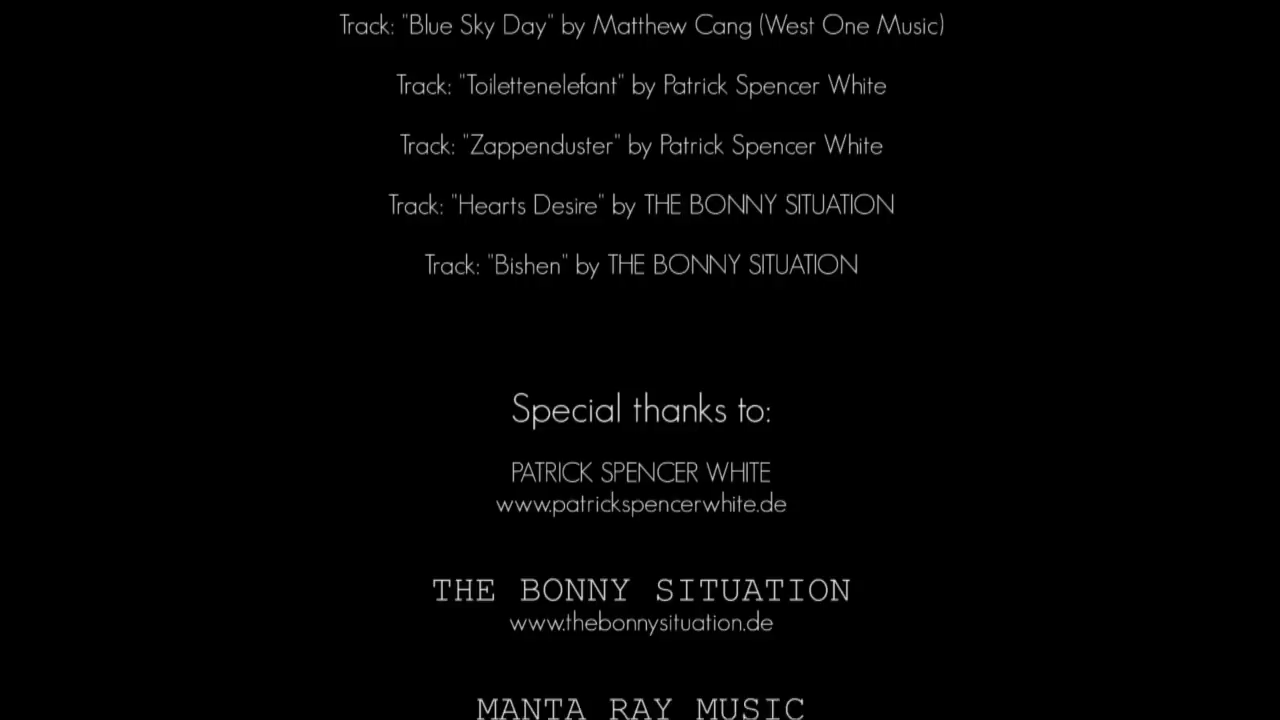 Track: "Blue Sky Day" by Matthew Cang (West One Music)
Track: "Toilettenelefant" by Patrick Spencer White
Track: "Zappenduster" by Patrick Spencer White
Track: "Hearts Desire" by THE BONNY SITUATION
Track: "Bishen" by THE BONNY SITUATION
Special thanks to:
PATRICK SPENCER WHITE
www.patrickspencerwhite.de
THE BONNY SITUATION
www.thebonnysituation.de
MANTA RAY MUSIC